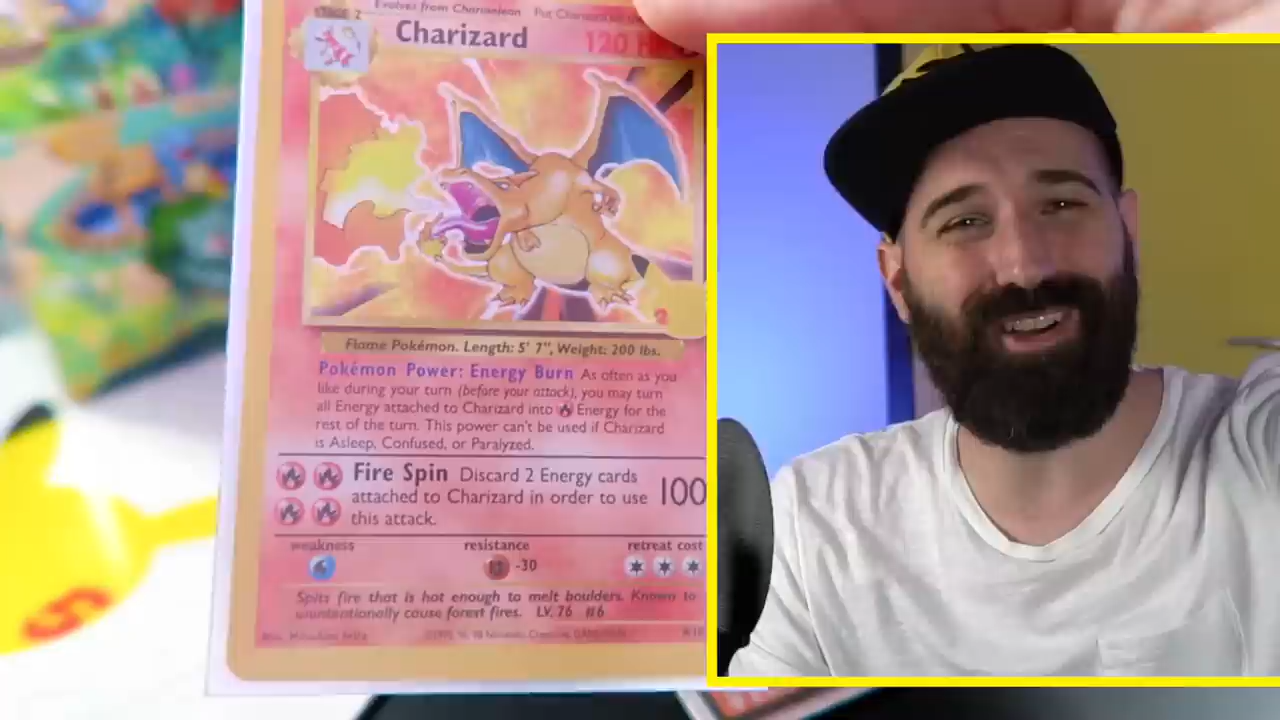 STAGE 2
Evolves from Charmeleon Put Charizard on
Charizard
120 H
Flame Pokémon. Length: 5' 7", Weight: 200 lbs.
Pokémon Power: Energy Burn As often as you
like during your turn (before your attack), you may turn
all Energy attached to Charizard into Energy for the
rest of the turn. This power can't be used if Charizard
is Asleep, Confused, or Paralyzed.
Fire Spin Discard 2 Energy cards
attached to Charizard in order to use 100
this attack.
weakness resistance retreat cost
-30
Spits fire that is hot enough to melt boulders. Known to
unintentionally cause forest fires. LV. 76 #6